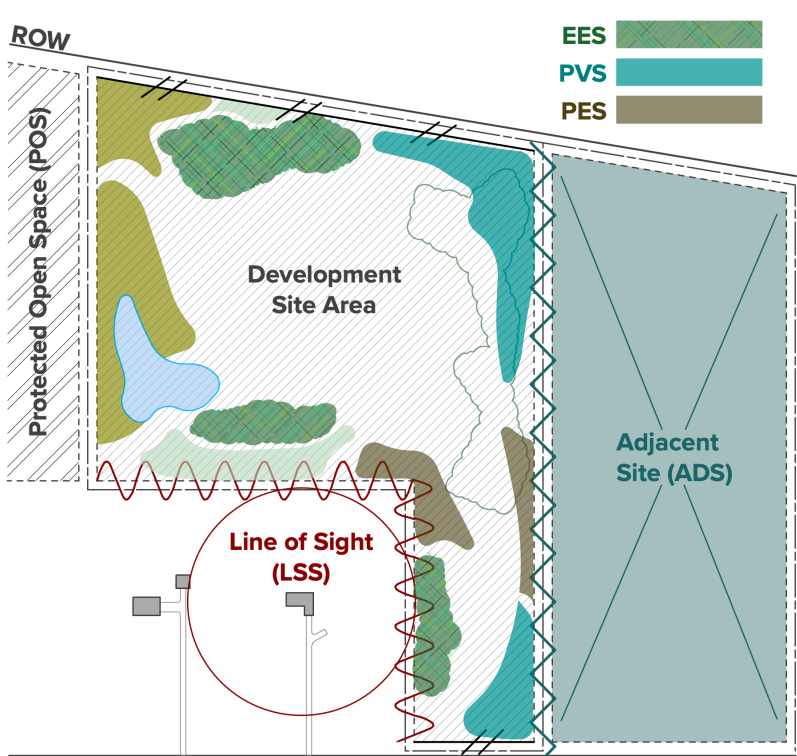 ROW
EES
PVS
PES
Protected Open Space (POS)
Development
Site Area
Adjacent
Site (ADS)
Line of Sight
(LSS)